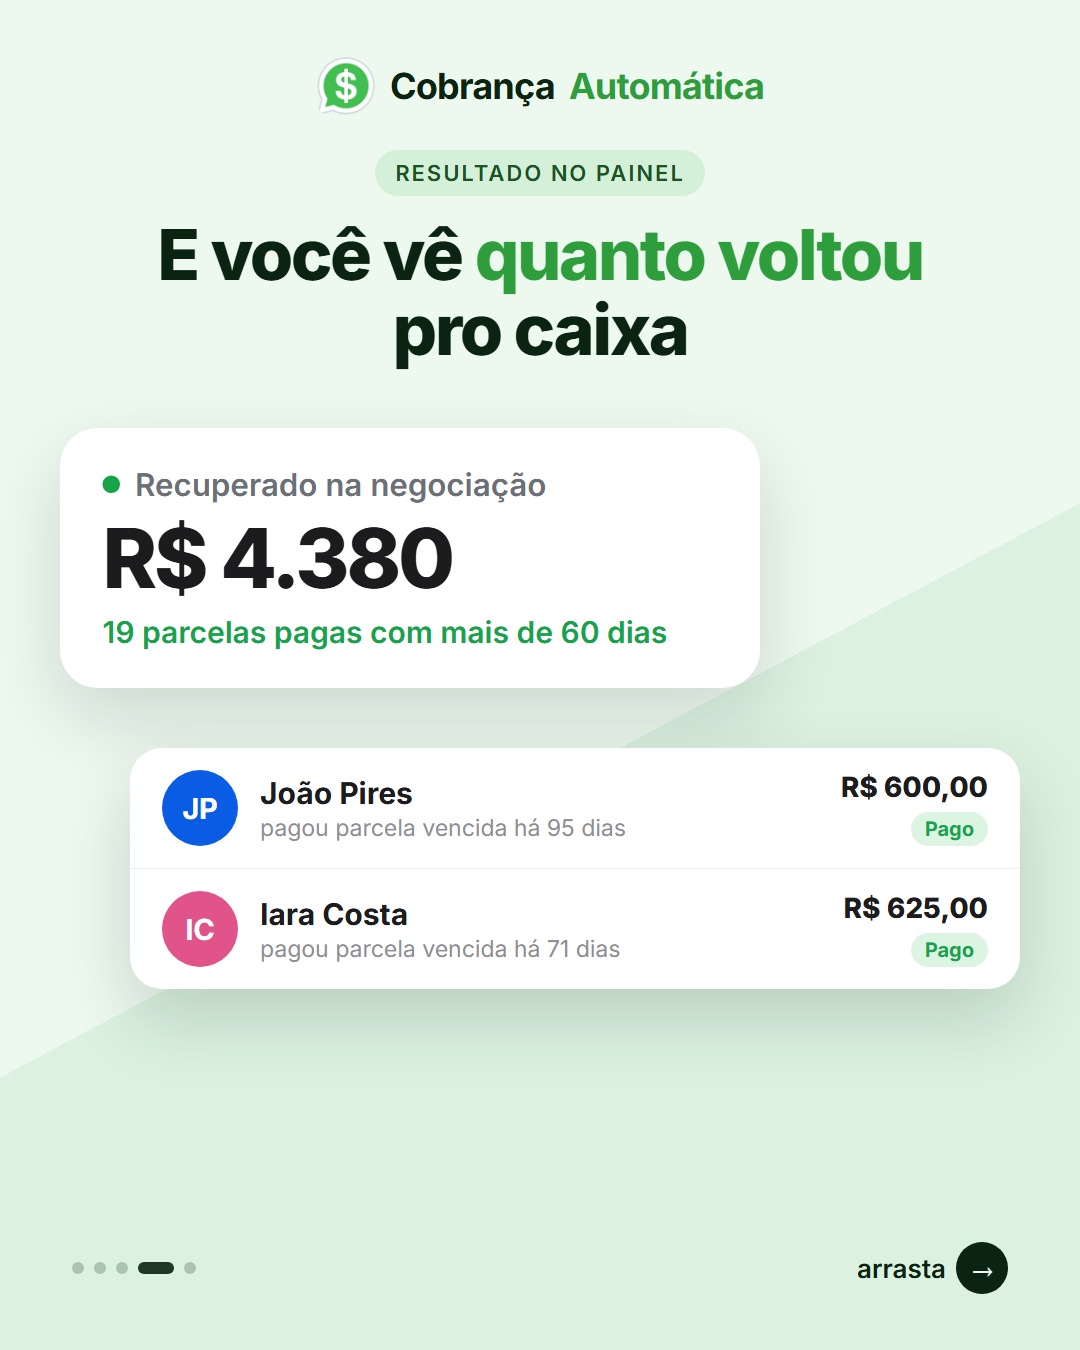 $ Cobrança Automática
RESULTADO NO PAINEL
E você vê quanto voltou
pro caixa
Recuperado na negociação
R$ 4.380
19 parcelas pagas com mais de 60 dias
JP
João Pires
pagou parcela vencida há 95 dias
R$ 600,00
Pago
IC
Iara Costa
pagou parcela vencida há 71 dias
R$ 625,00
Pago
arrasta →